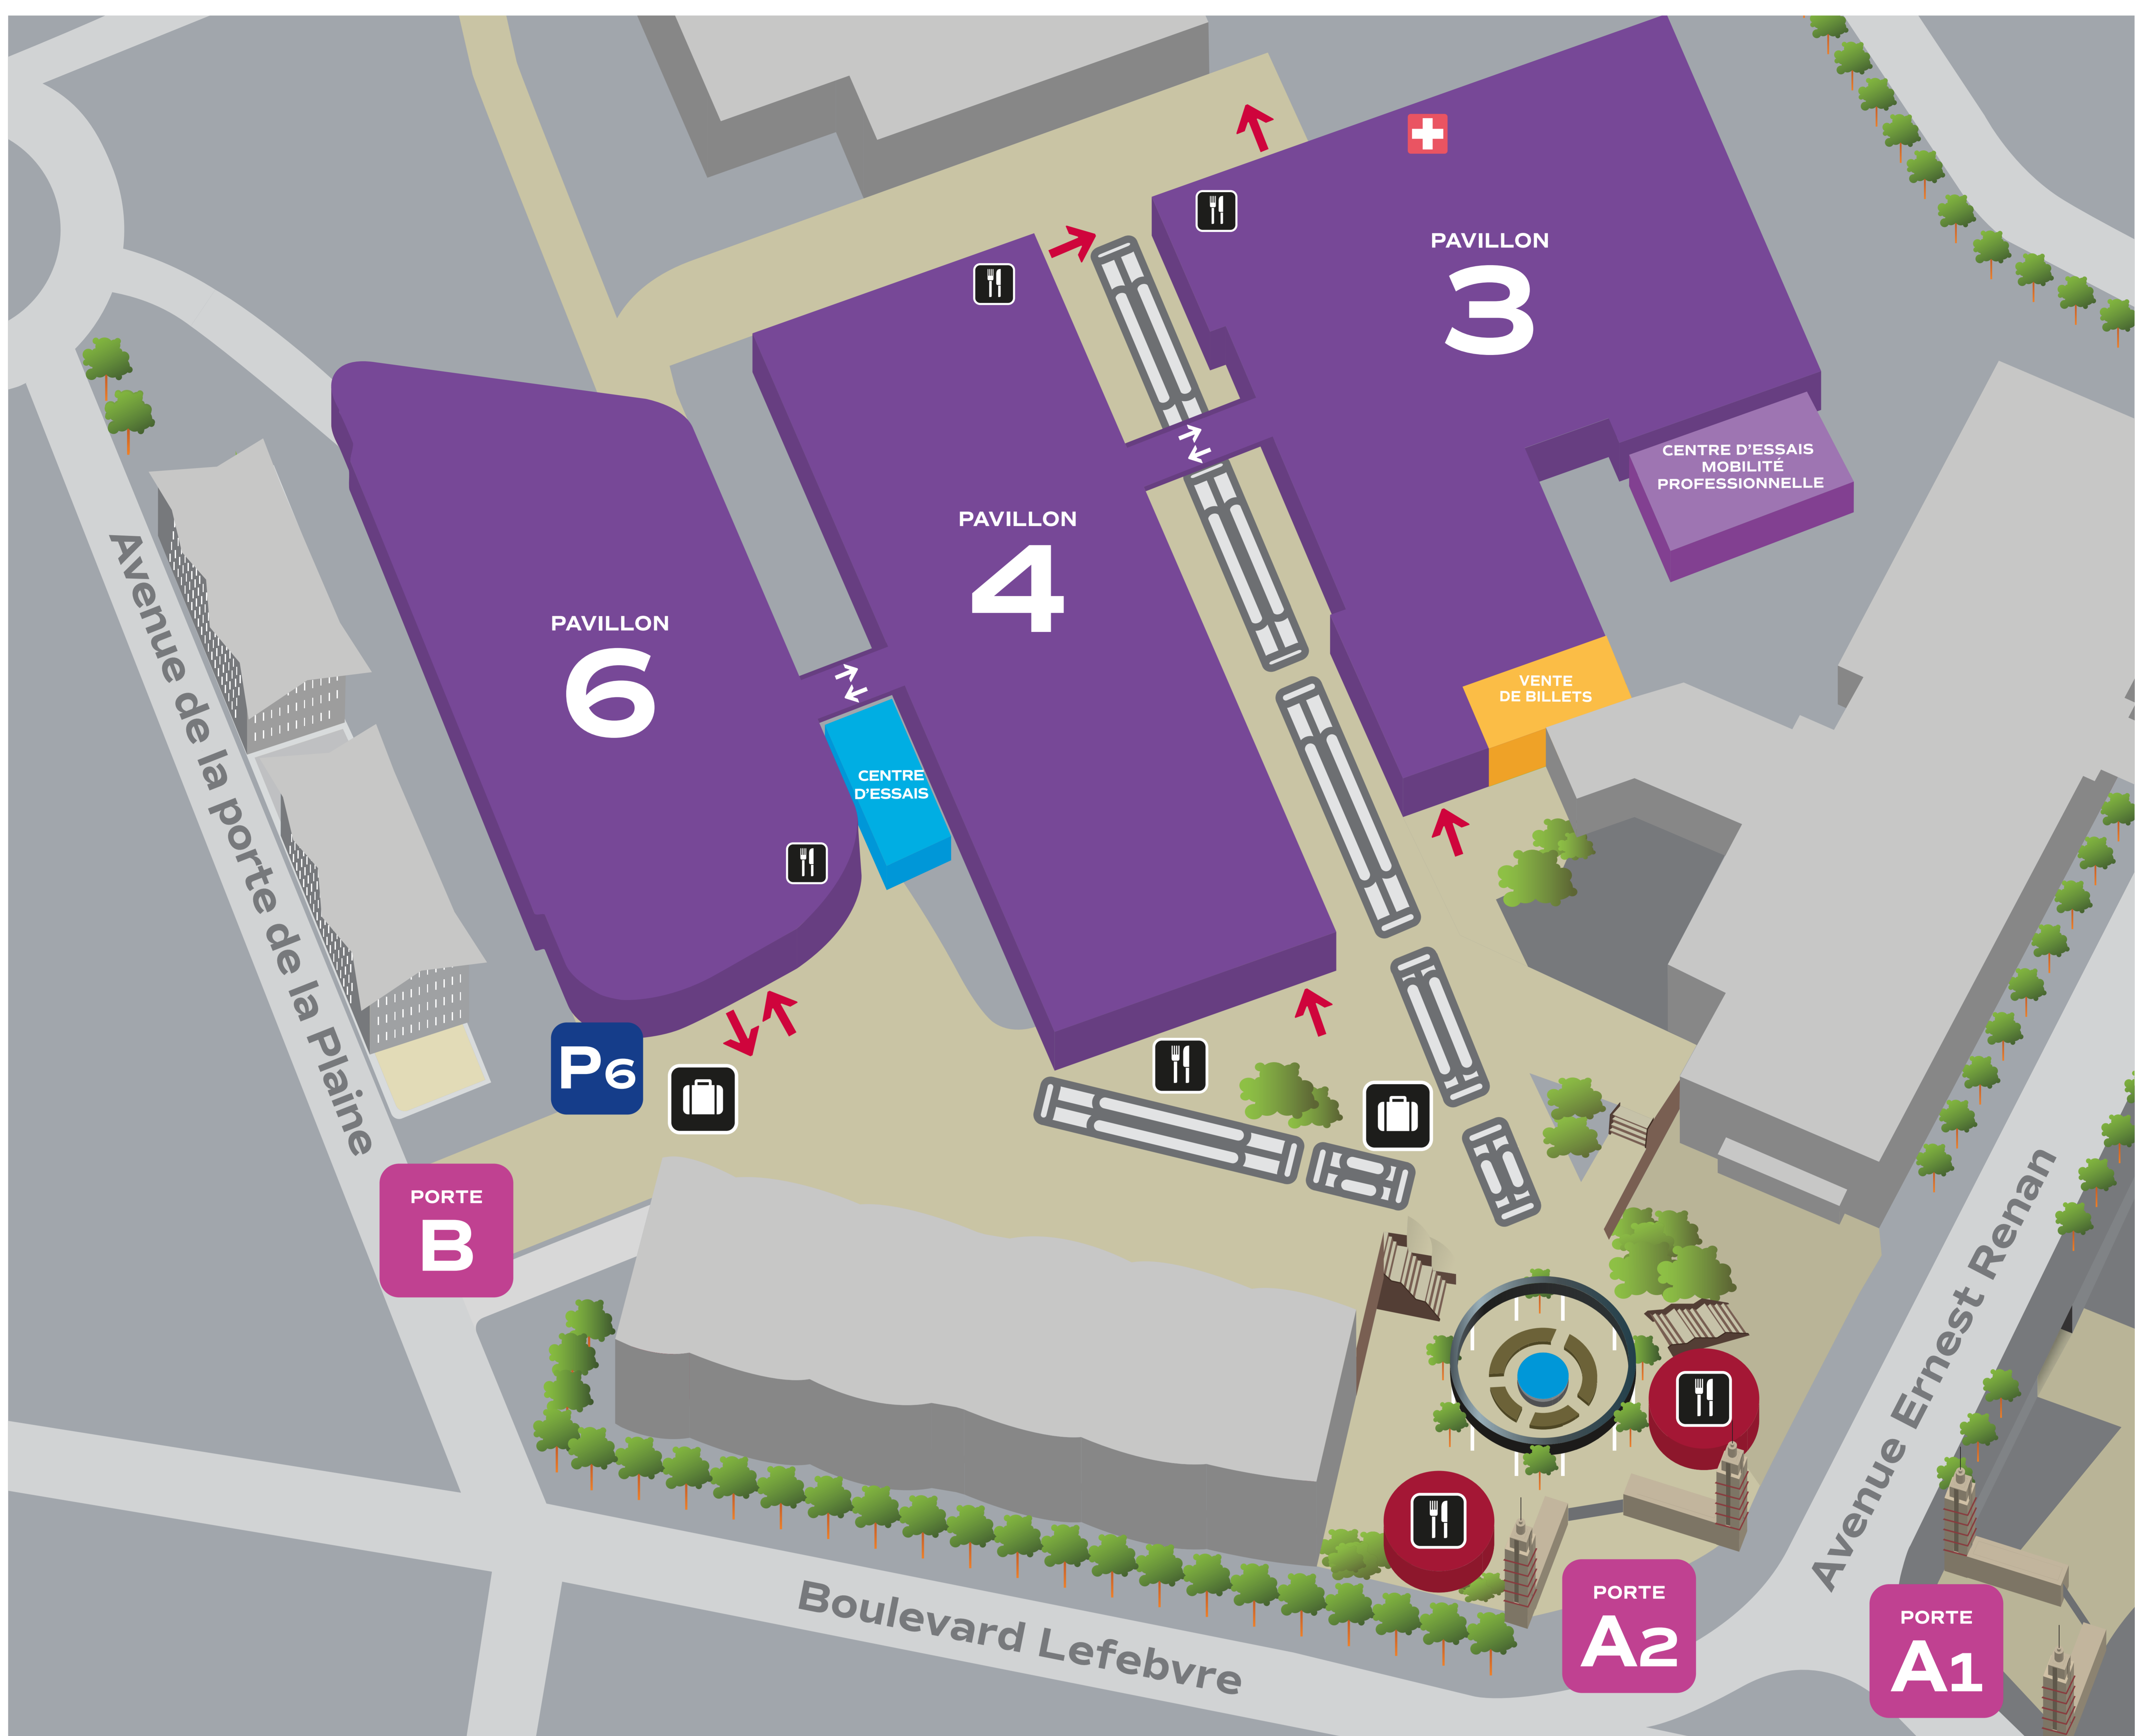 PAVILLON
3
CENTRE D'ESSAIS
MOBILITÉ
PROFESSIONNELLE
PAVILLON
4
PAVILLON
6
VENTE
DE BILLETS
CENTRE
D'ESSAIS
Avenue de la porte de la Plaine
P6
PORTE
B
Avenue Ernest Renan
Boulevard Lefebvre
PORTE
A2
PORTE
A1